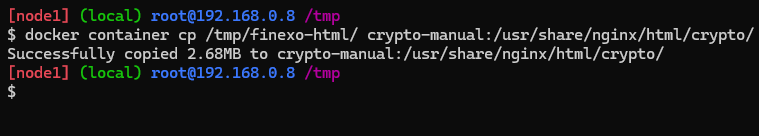 [node1] (local) root@192.168.0.8 /tmp
$ docker container cp /tmp/finexo-html/ crypto-manual:/usr/share/nginx/html/crypto/
Successfully copied 2.68MB to crypto-manual:/usr/share/nginx/html/crypto/
[node1] (local) root@192.168.0.8 /tmp
$